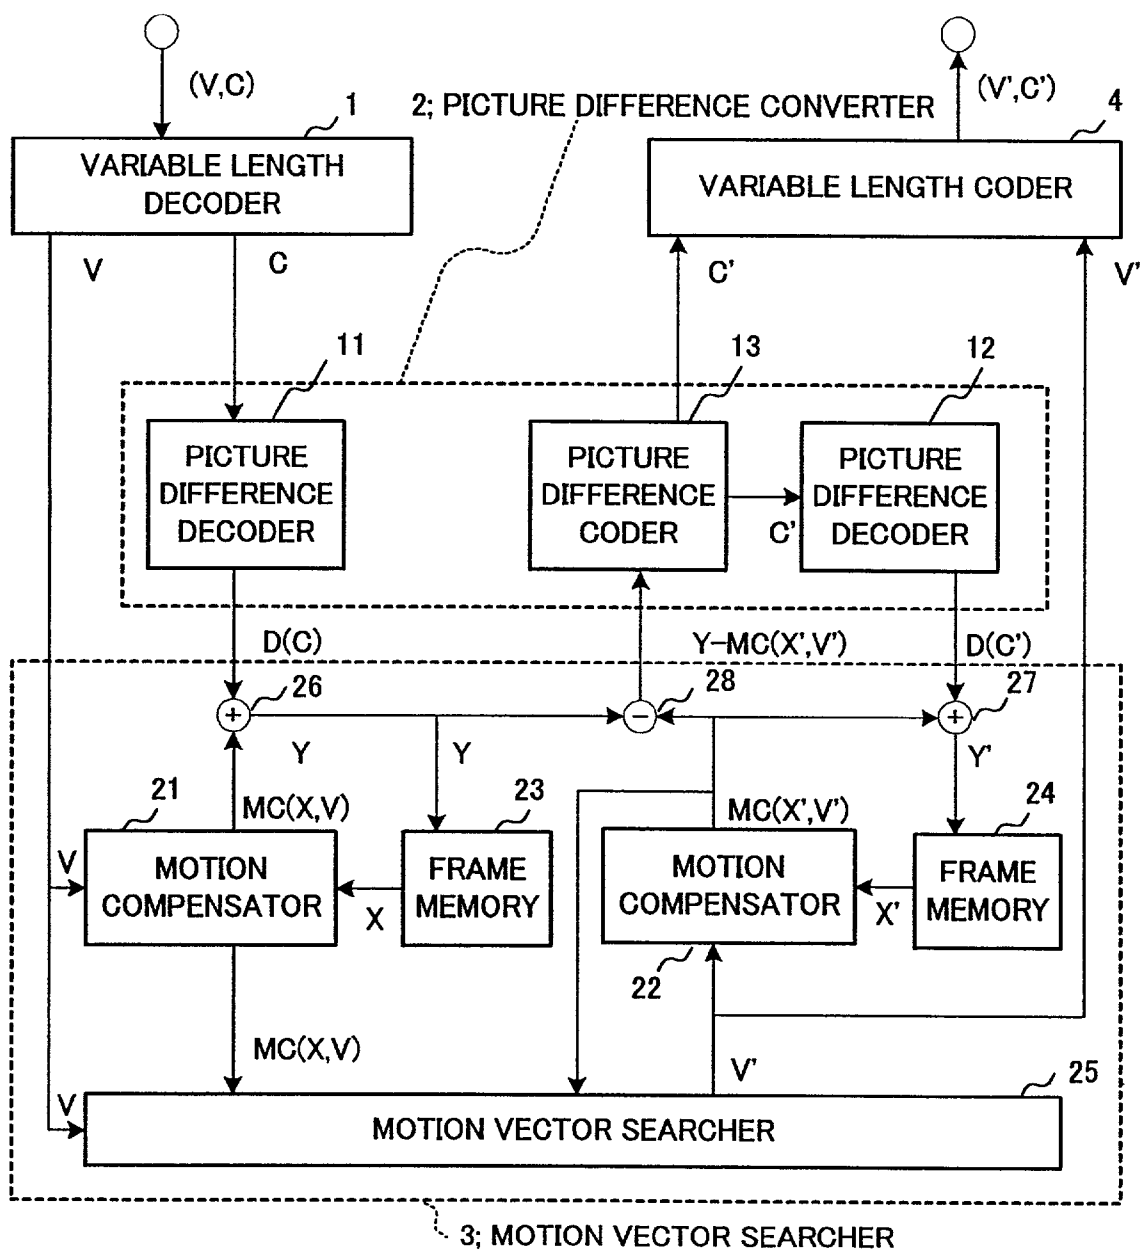 (V,C)
(V',C')
1
2; PICTURE DIFFERENCE CONVERTER
4
VARIABLE LENGTH
DECODER
VARIABLE LENGTH CODER
V
C
C'
V'
11
13
12
PICTURE
DIFFERENCE
DECODER
PICTURE
DIFFERENCE
CODER
C'
PICTURE
DIFFERENCE
DECODER
D(C)
Y-MC(X',V')
D(C')
+
26
−
28
+
27
Y
Y
Y'
21
MC(X,V)
23
MC(X',V')
24
V
MOTION
COMPENSATOR
X
FRAME
MEMORY
MOTION
COMPENSATOR
X'
FRAME
MEMORY
22
MC(X,V)
V'
25
V
MOTION VECTOR SEARCHER
3; MOTION VECTOR SEARCHER